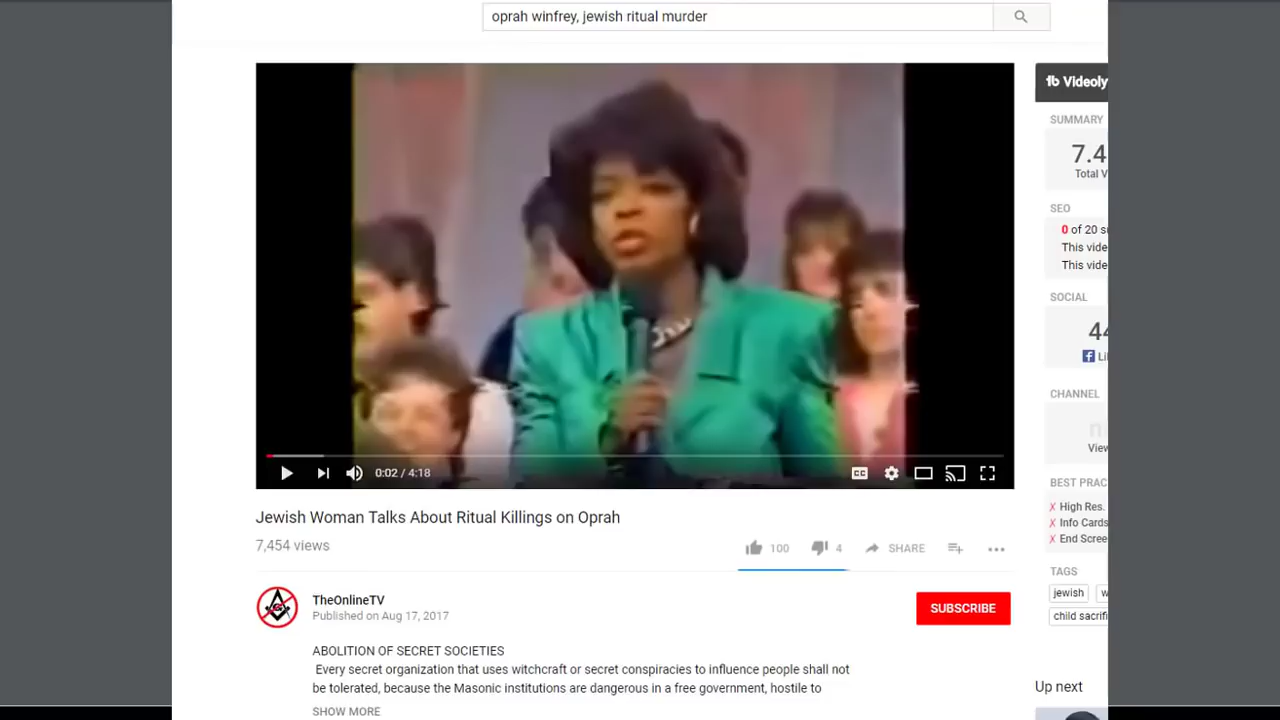 oprah winfrey, jewish ritual murder
Videoly
SUMMARY
7.4
Total V
SEO
0 of 20 s
This vide
This vide
0:02 / 4:18
CC
SOCIAL
44
Li
Jewish Woman Talks About Ritual Killings on Oprah
7,454 views
100
4
SHARE
CHANNEL
View
BEST PRAC
X High Res.
X Info Cards
X End Scree
TAGS
jewish
w
child sacrifi
TheOnlineTV
Published on Aug 17, 2017
SUBSCRIBE
ABOLITION OF SECRET SOCIETIES
Every secret organization that uses witchcraft or secret conspiracies to influence people shall not
be tolerated, because the Masonic institutions are dangerous in a free government, hostile to
SHOW MORE
Up next